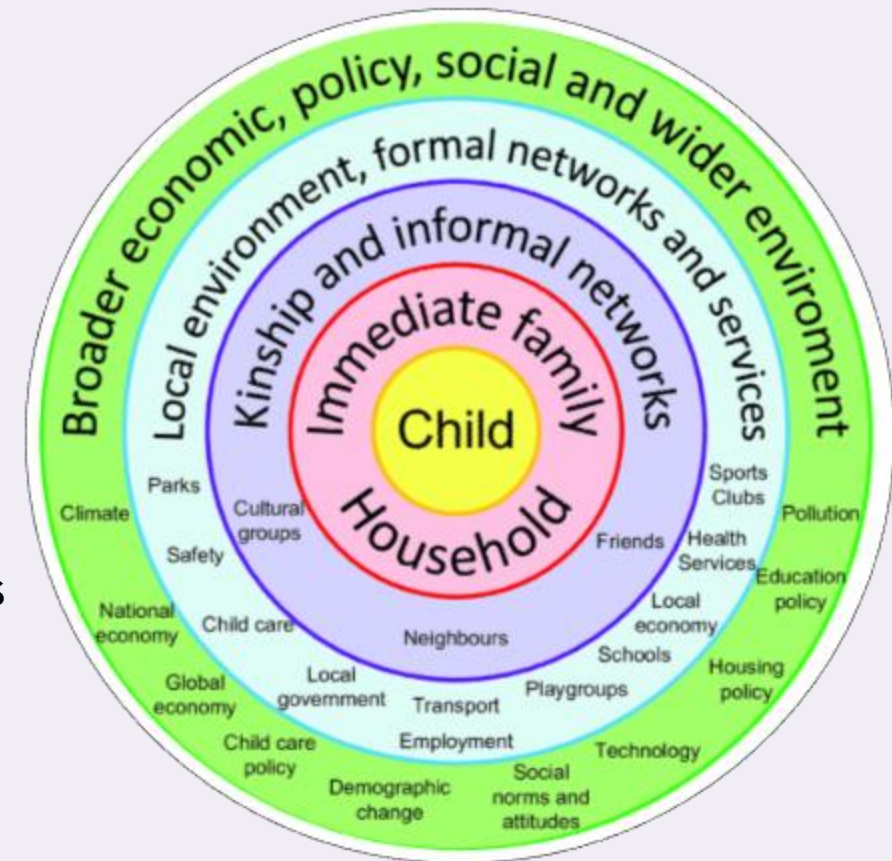 Broader economic, policy, social and wider enviroment
Local environment, formal networks and services
Kinship and informal networks
Immediate family
Child
Household
Parks
Climate
Safety
Cultural
groups
National
economy
Child care
Global
economy
Local
government
Child care
policy
Demographic
change
Neighbours
Transport
Employment
Social
norms and
attitudes
Friends
Playgroups
Schools
Technology
Local
economy
Housing
policy
Health
Services
Education
policy
Sports
Clubs
Pollution
s